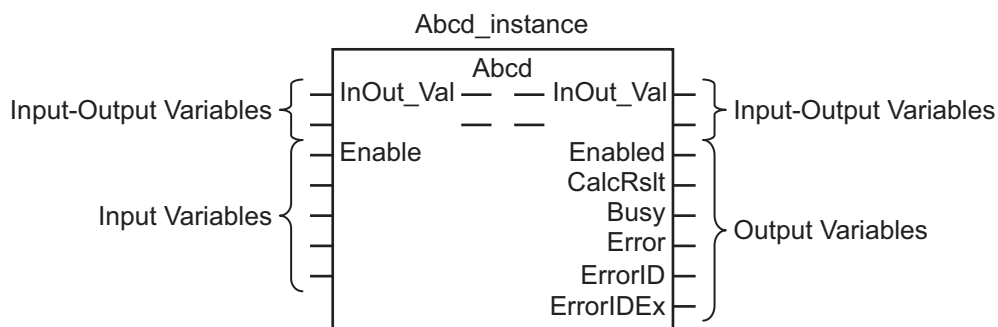 Abcd_instance
Abcd
Input-Output Variables
InOut_Val
InOut_Val
Input-Output Variables
Enable
Enabled
CalcRslt
Input Variables
Busy
Output Variables
Error
ErrorID
ErrorIDEx